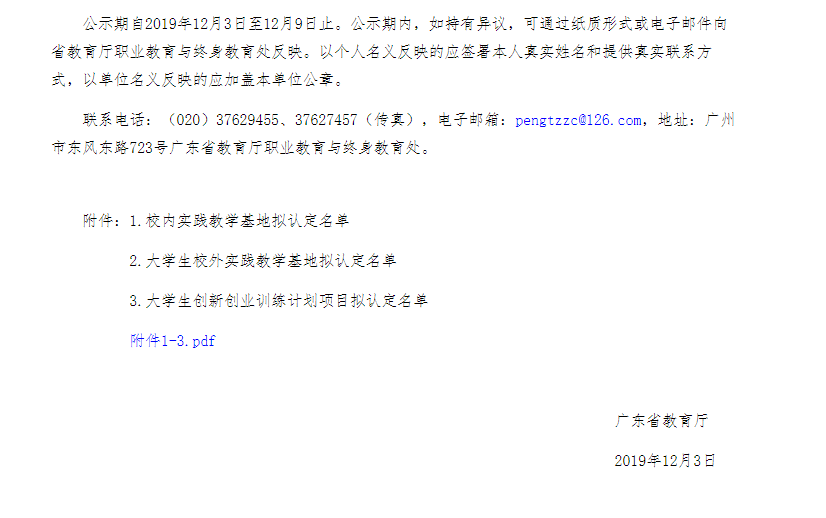 公示期自2019年12月3日至12月9日止。公示期内，如持有异议，可通过纸质形式或电子邮件向
省教育厅职业教育与终身教育处反映。以个人名义反映的应签署本人真实姓名和提供真实联系方
式，以单位名义反映的应加盖本单位公章。
联系电话：（020）37629455、37627457（传真），电子邮箱：pengtzzc@126.com，地址：广州
市东风东路723号广东省教育厅职业教育与终身教育处。
附件：1.校内实践教学基地拟认定名单
2.大学生校外实践教学基地拟认定名单
3.大学生创新创业训练计划项目拟认定名单
附件1-3.pdf
广东省教育厅
2019年12月3日